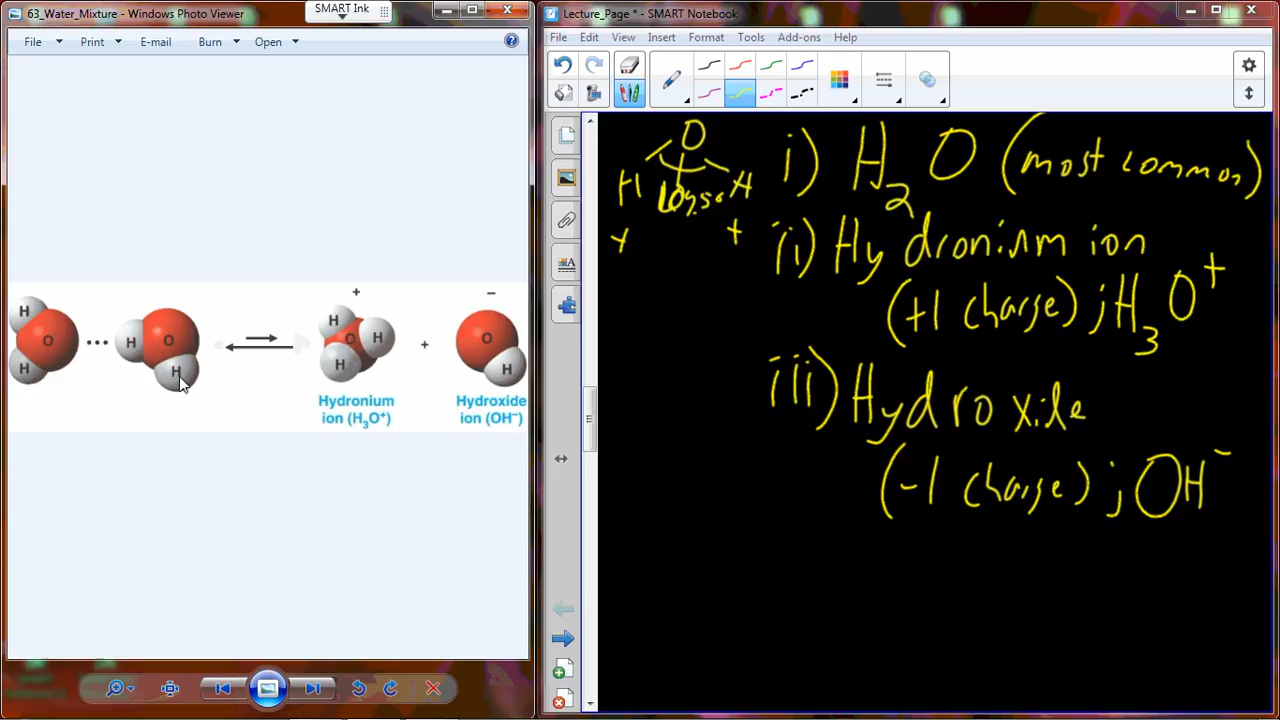 63_Water_Mixture - Windows Photo Viewer
SMART Ink
File Print E-mail Burn Open
H O H ... H O H
+ −
H O H H + O H
Hydronium ion (H₃O⁺)
Hydroxide ion (OH⁻)
Lecture_Page * - SMART Notebook
File Edit View Insert Format Tools Add-ons Help
O
H H
+ +
i) H₂O (most common)
ii) Hydronium ion
(+1 charge) ; H₃O⁺
iii) Hydroxide
(-1 charge) ; OH⁻